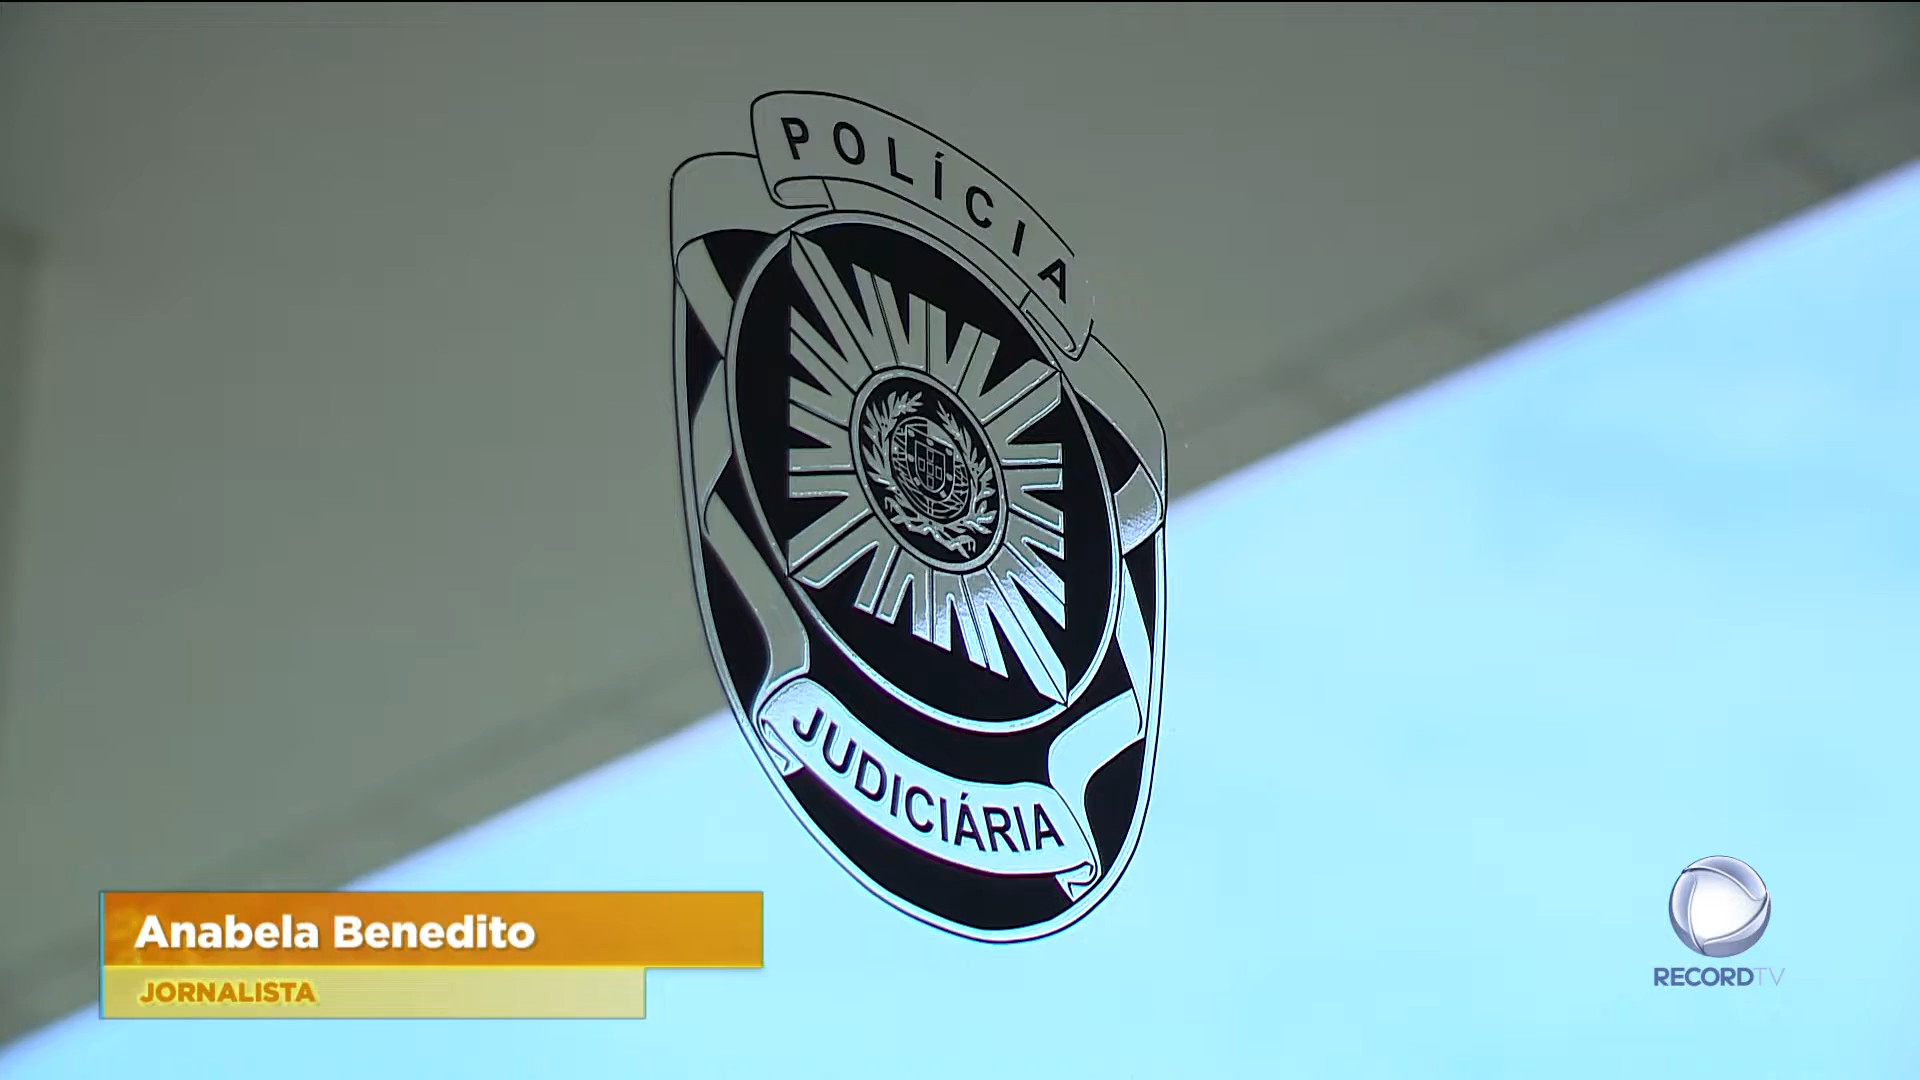 POLÍCIA
JUDICIÁRIA
Anabela Benedito
JORNALISTA
RECORDTV